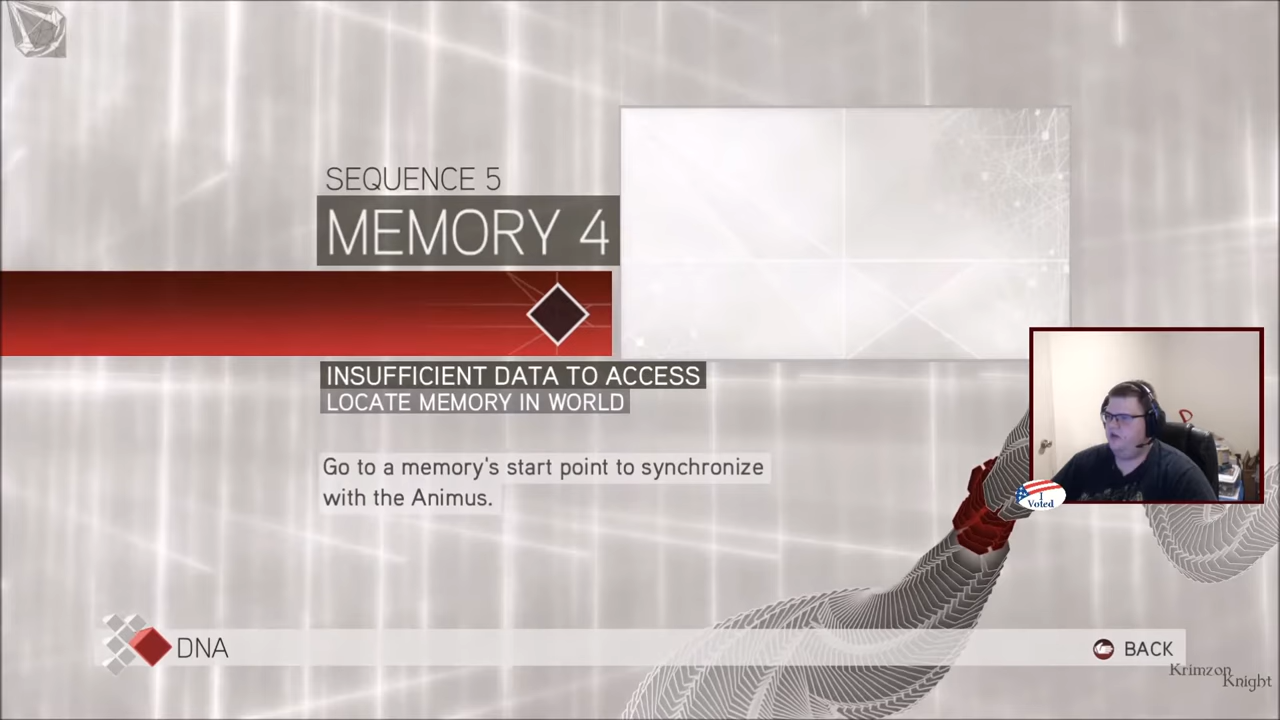 SEQUENCE 5
MEMORY 4
INSUFFICIENT DATA TO ACCESS
LOCATE MEMORY IN WORLD
Go to a memory's start point to synchronize
with the Animus.
I
Voted
DNA
BACK
Krimzon
Knight